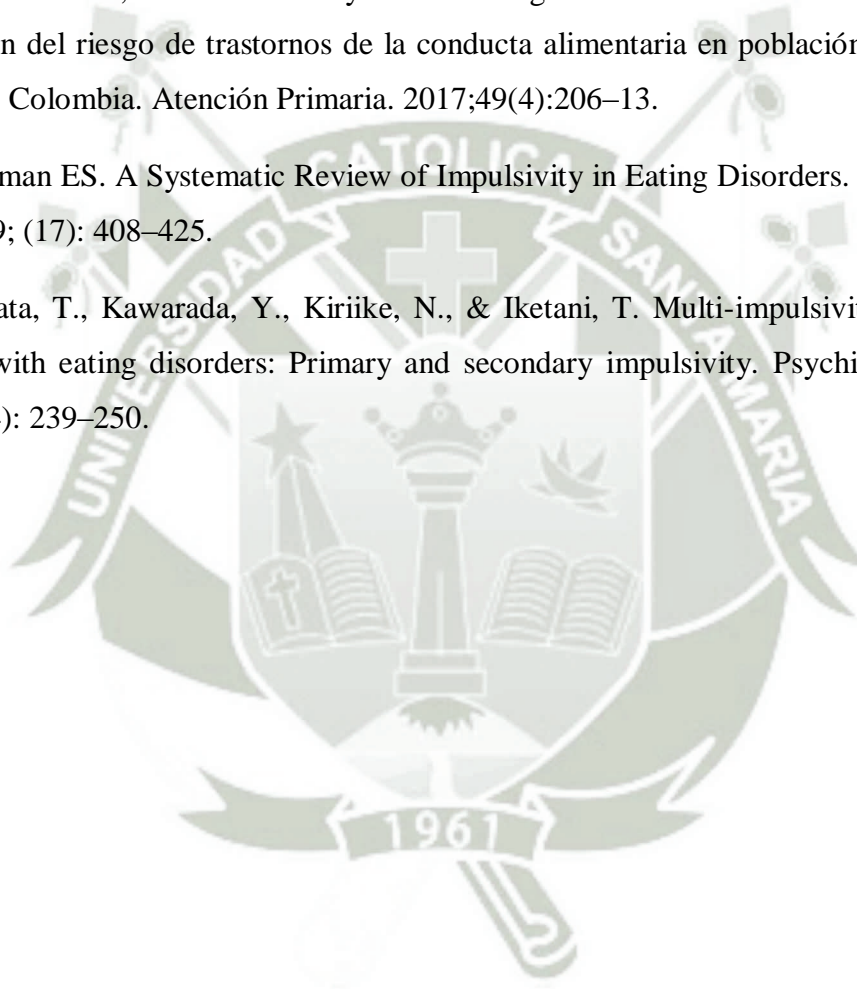 n del riesgo de trastornos de la conducta alimentaria en población
Colombia. Atención Primaria. 2017;49(4):206–13.
man ES. A Systematic Review of Impulsivity in Eating Disorders.
9; (17): 408–425.
ata, T., Kawarada, Y., Kiriike, N., & Iketani, T. Multi-impulsivit
with eating disorders: Primary and secondary impulsivity. Psychi
): 239–250.
UNIVERSIDAD CATOLICA SANTA MARIA
1961